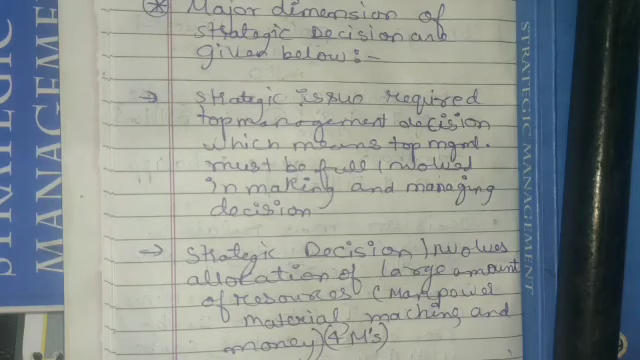 STRATEGIC
MANAGEME
Major dimension of
strategic Decision are
given below :-
→ strategic issue required
top management decision
which means top mgmt.
must be full Involved
in making and managing
decision
→ Strategic Decision Involves
allocation of large amount
of resources (Manpower
material, maching and
money) (4 M's)
STRATEGIC MANAGEMENT